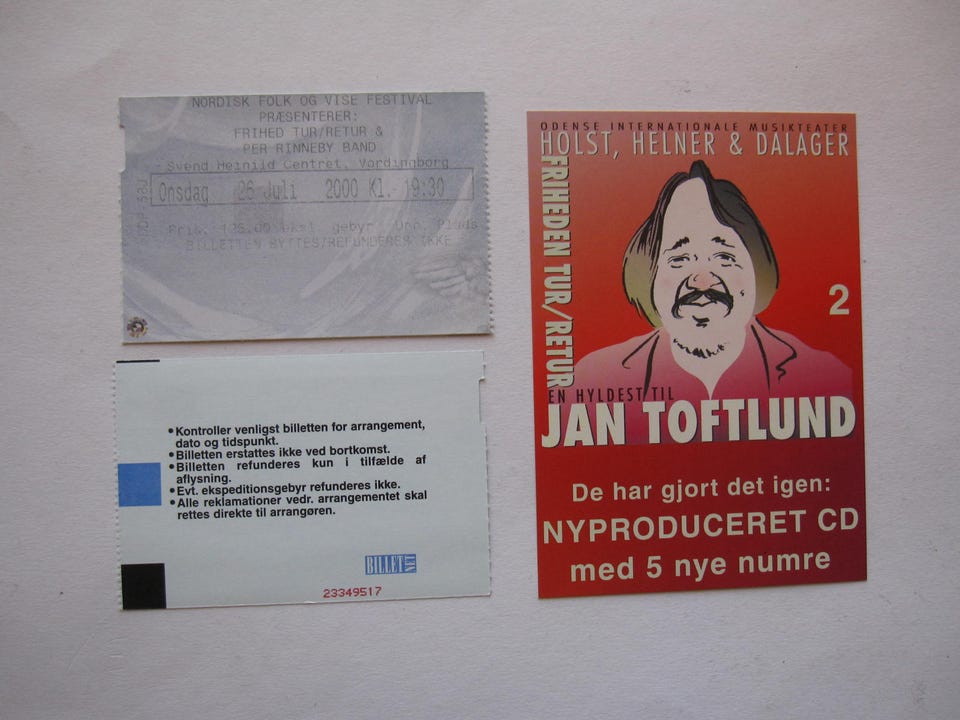 NORDISK FOLK OG VISE FESTIVAL
PRÆSENTERER:
FRIHED TUR/RETUR &
PER RINNEBY BAND
Svend Heinild Centret, Vordingborg
Onsdag 26 Juli 2000 Kl. 19:30
gebyr Unr. Plads
BILLETTEN BYTTES/REFUNDERES IKKE
•Kontroller venligst billetten for arrangement,
dato og tidspunkt.
•Billetten erstattes ikke ved bortkomst.
•Billetten refunderes kun i tilfælde af
aflysning.
•Evt. ekspeditionsgebyr refunderes ikke.
•Alle reklamationer vedr. arrangementet skal
rettes direkte til arrangøren.
BILLET NET
23349517
ODENSE INTERNATIONALE MUSIKTEATER
HOLST, HELNER & DALAGER
FRIHEDEN TUR/RETUR
2
EN HYLDEST TIL
JAN TOFTLUND
De har gjort det igen:
NYPRODUCERET CD
med 5 nye numre